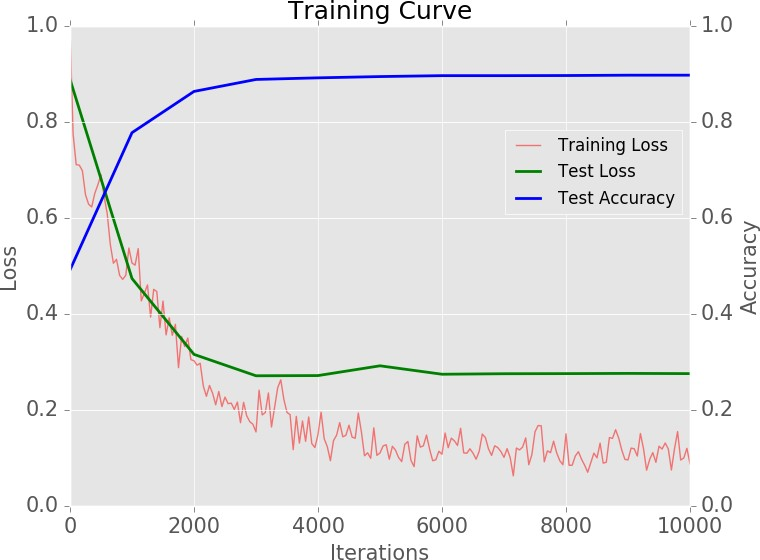 Training Curve
1.0
0.8
0.6
0.4
0.2
0.0
Loss
1.0
0.8
0.6
0.4
0.2
0.0
Accuracy
Training Loss
Test Loss
Test Accuracy
0 2000 4000 6000 8000 10000
Iterations